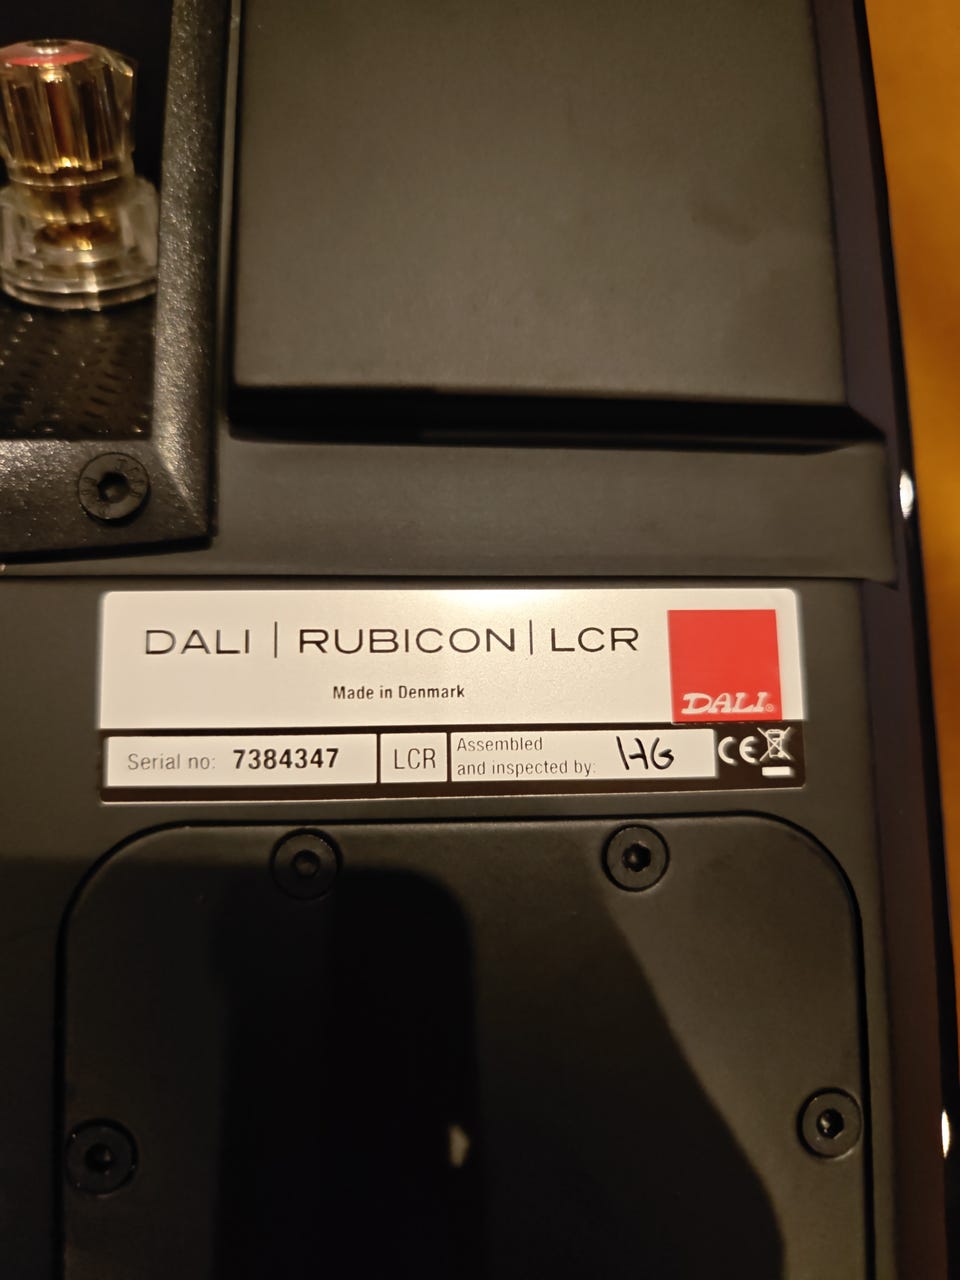 DALI | RUBICON | LCR
Made in Denmark
DALI®
Serial no: 7384347
LCR
Assembled
and inspected by: HG
CE